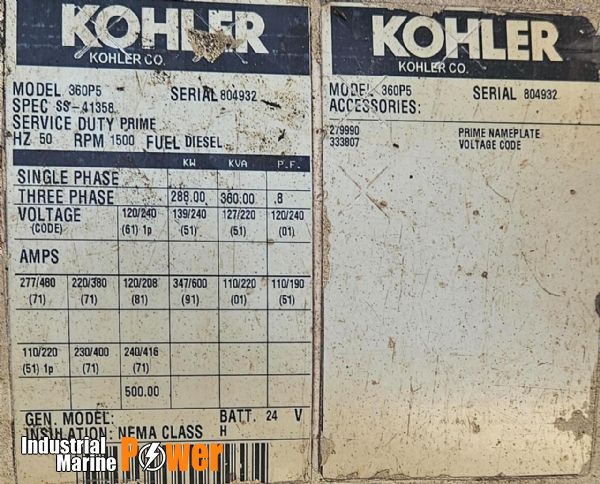 KOHLER
KOHLER CO.
MODEL 360P5 SERIAL 804932
SPEC SS-41358
SERVICE DUTY PRIME
HZ 50 RPM 1500 FUEL DIESEL
KW KVA P.F.
SINGLE PHASE
THREE PHASE 288.00 360.00 .8
VOLTAGE 120/240 139/240 127/220 120/240
(CODE) (61) 1p (51) (51) (01)
AMPS
277/480 220/380 120/208 347/600 110/220 110/190
(71) (71) (81) (91) (01) (51)
110/220 230/400 240/416
(51) 1p (71) (71)
500.00
GEN. MODEL: BATT. 24 V
INSULATION: NEMA CLASS H
KOHLER
KOHLER CO.
MODEL 360P5 SERIAL 804932
ACCESSORIES:
279990 PRIME NAMEPLATE
333807 VOLTAGE CODE
Industrial
Marine Power